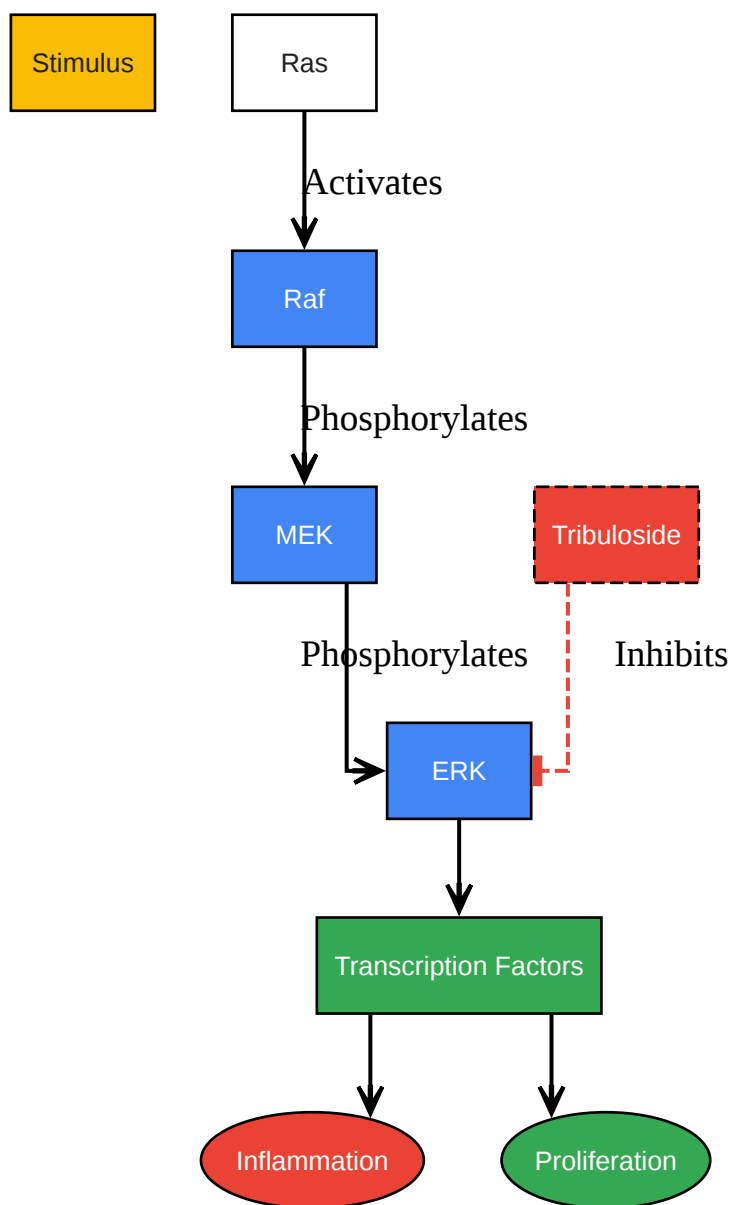 Stimulus
Ras
Activates
Raf
Phosphorylates
MEK
Tribuloside
Phosphorylates
Inhibits
ERK
Transcription Factors
Inflammation
Proliferation